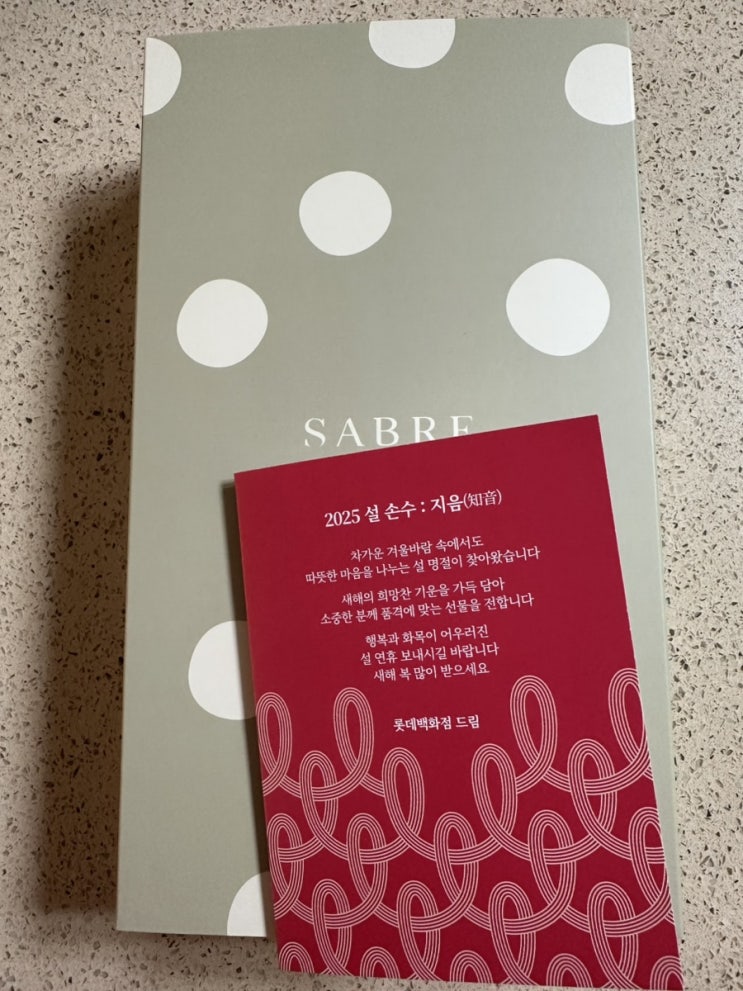 SABRE
2025 설 손수 : 지음(知音)
차가운 겨울바람 속에서도
따뜻한 마음을 나누는 설 명절이 찾아왔습니다
새해의 희망찬 기운을 가득 담아
소중한 분께 품격에 맞는 선물을 전합니다
행복과 화목이 어우러진
설 연휴 보내시길 바랍니다
새해 복 많이 받으세요
롯데백화점 드림